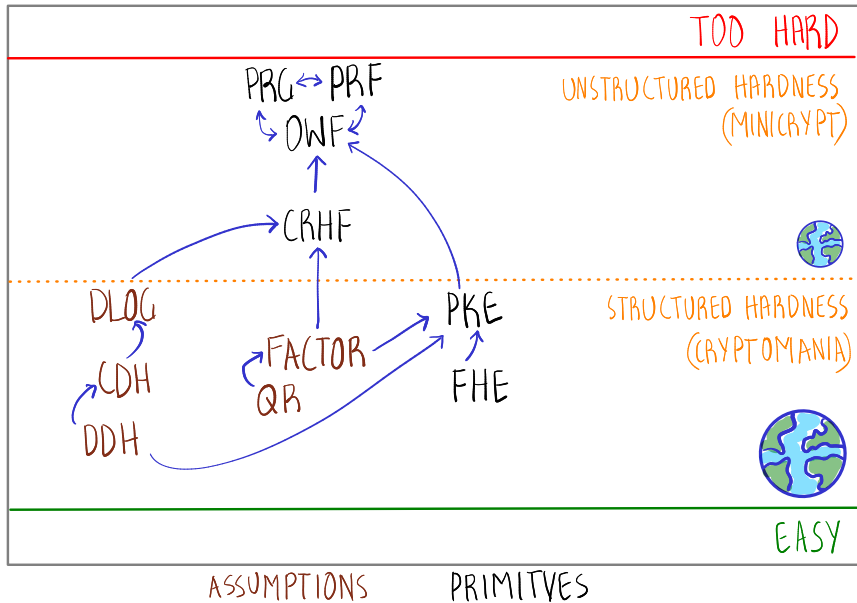 TOO HARD
PRG PRF
OWF
UNSTRUCTURED HARDNESS
(MINICRYPT)
CRHF
DLOG
PKE
STRUCTURED HARDNESS
(CRYPTOMANIA)
CDH
FACTOR
QR
FHE
DDH
EASY
ASSUMPTIONS PRIMITVES